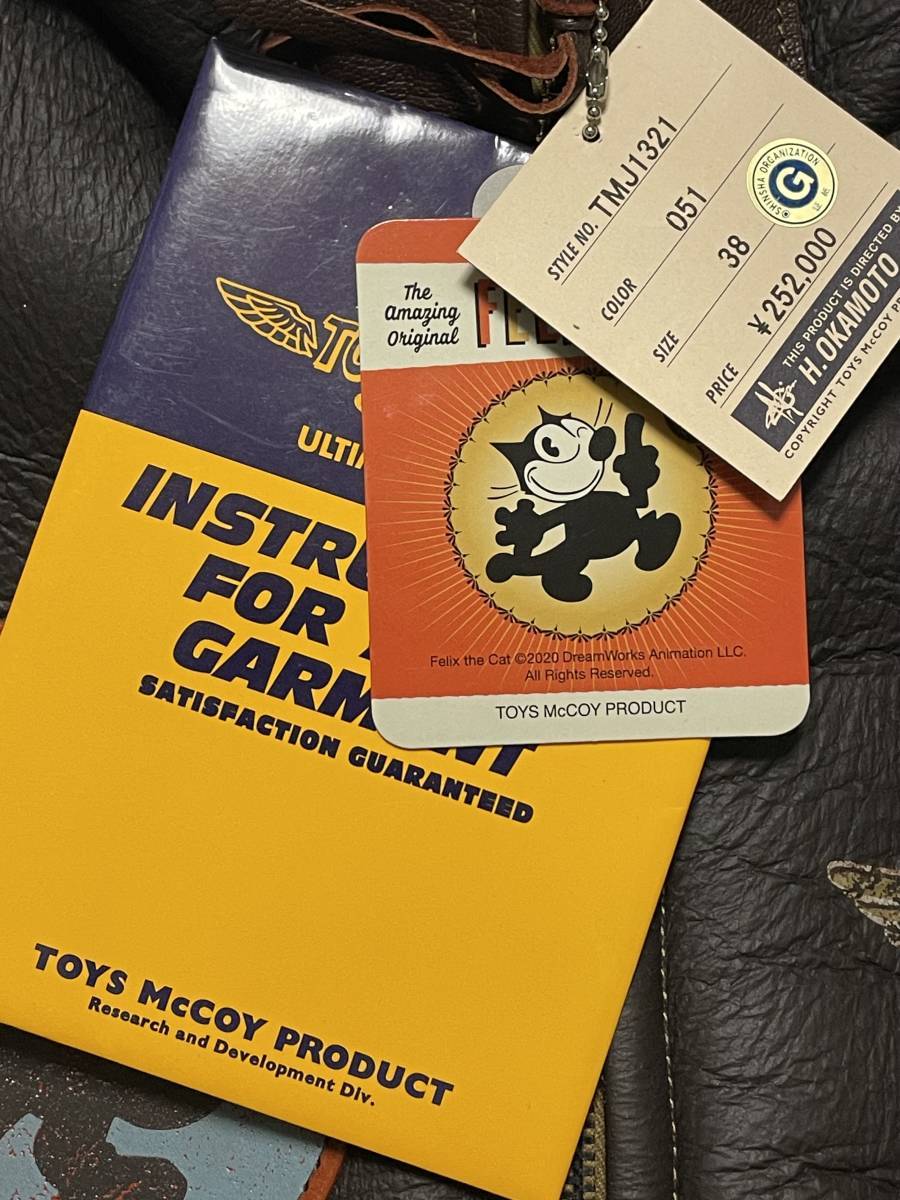 INSTRU
FOR
GARMENT
SATISFACTION GUARANTEED
TOYS McCOY PRODUCT
Research and Development Div.
The
Amazing
Original
Felix the Cat ©2020 DreamWorks Animation LLC.
All Rights Reserved.
TOYS McCOY PRODUCT
STYLE NO. TMJ1321
COLOR 051
SIZE 38
PRICE ¥252,000
SHINSHA ORGANIZATION
G
THIS PRODUCT IS DIRECTED BY
H.OKAMOTO
COPYRIGHT TOYS McCOY